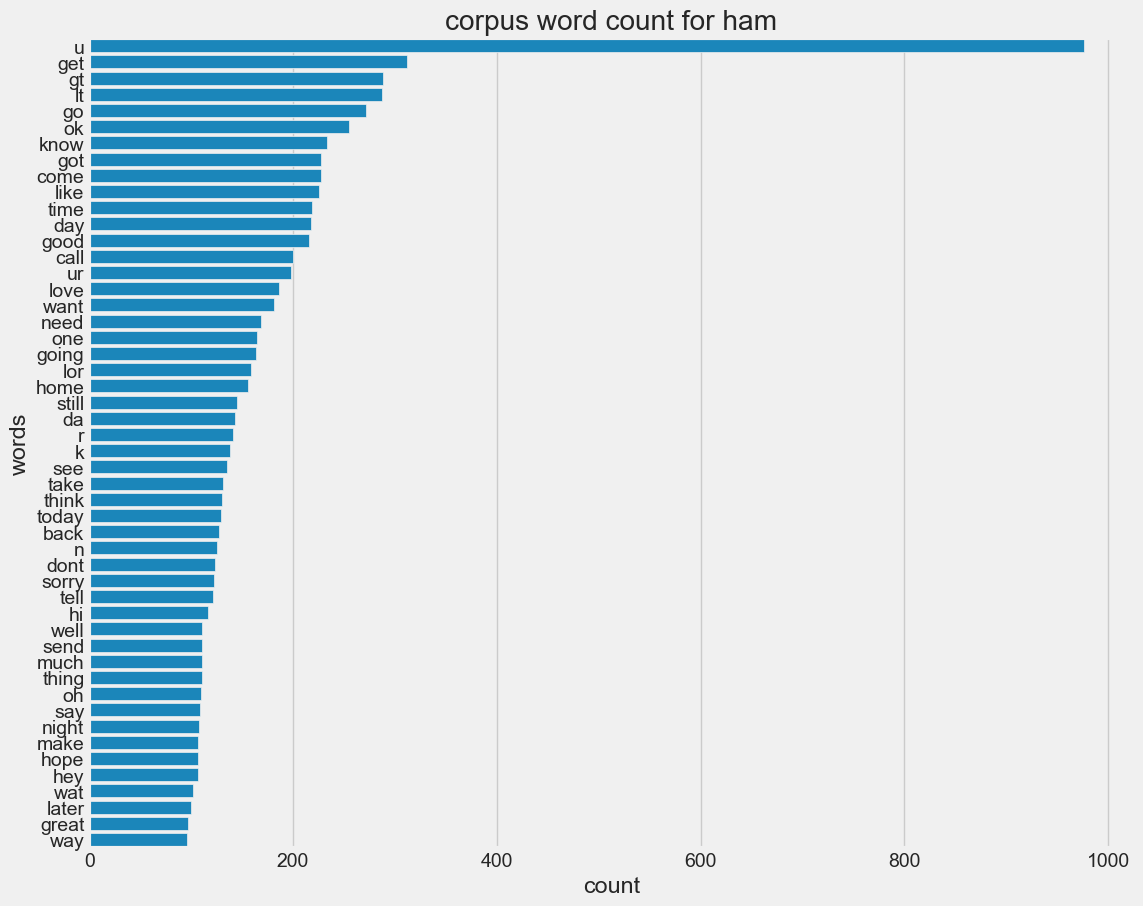 corpus word count for ham
u
get
gt
lt
go
ok
know
got
come
like
time
day
good
call
ur
love
want
need
one
going
lor
home
still
da
r
k
see
take
think
today
back
n
dont
sorry
tell
hi
well
send
much
thing
oh
say
night
make
hope
hey
wat
later
great
way
words
0 200 400 600 800 1000
count